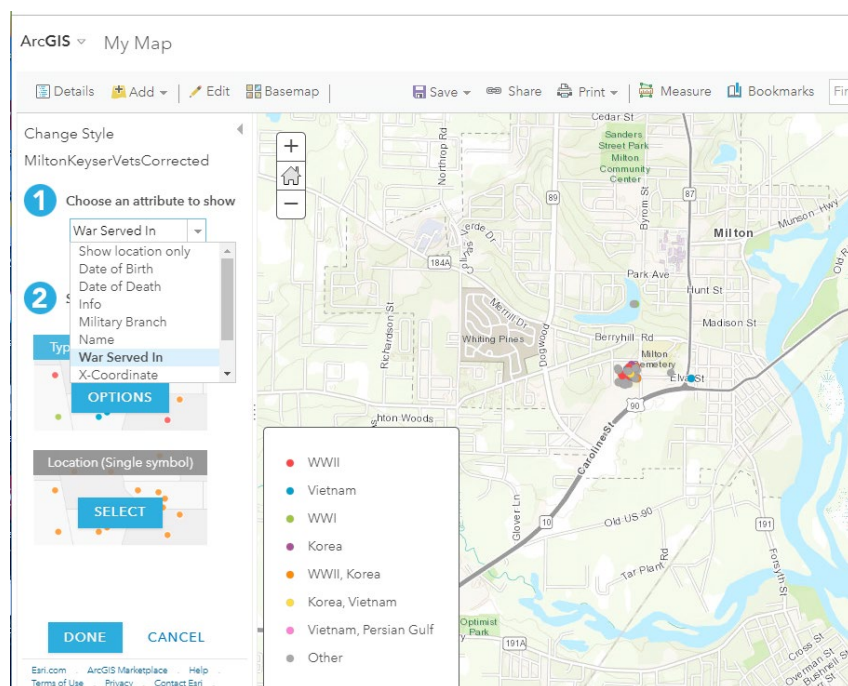 ArcGIS My Map
Details Add Edit Basemap Save Share Print Measure Bookmarks
Change Style
MiltonKeyserVetsCorrected
1 Choose an attribute to show
War Served In
Show location only
Date of Birth
Date of Death
Info
Military Branch
Name
War Served In
X-Coordinate
2
OPTIONS
Location (Single symbol)
SELECT
DONE CANCEL
Esri.com . ArcGIS Marketplace . Help .
Terms of Use . Privacy . Contact Esri .
+
−
Cedar St
Sanders
Street Park
Milton
Community
Center
Northrop Rd
Byrom St
87
89
Munson Hwy
Milton
184A
Park Ave
Hunt St
Richardson St
Merrill Dr
Dogwood
Madison St
Whiting Pines
Berryhill Rd
Milton
Elva St
90
Caroline St
Glover Ln
10
Old US 90
191
Tar Plant Rd
Forsyth St
Optimist
Park
191A
Cross St
Overman St
Bushnell St
WWII
Vietnam
WWI
Korea
WWII, Korea
Korea, Vietnam
Vietnam, Persian Gulf
Other